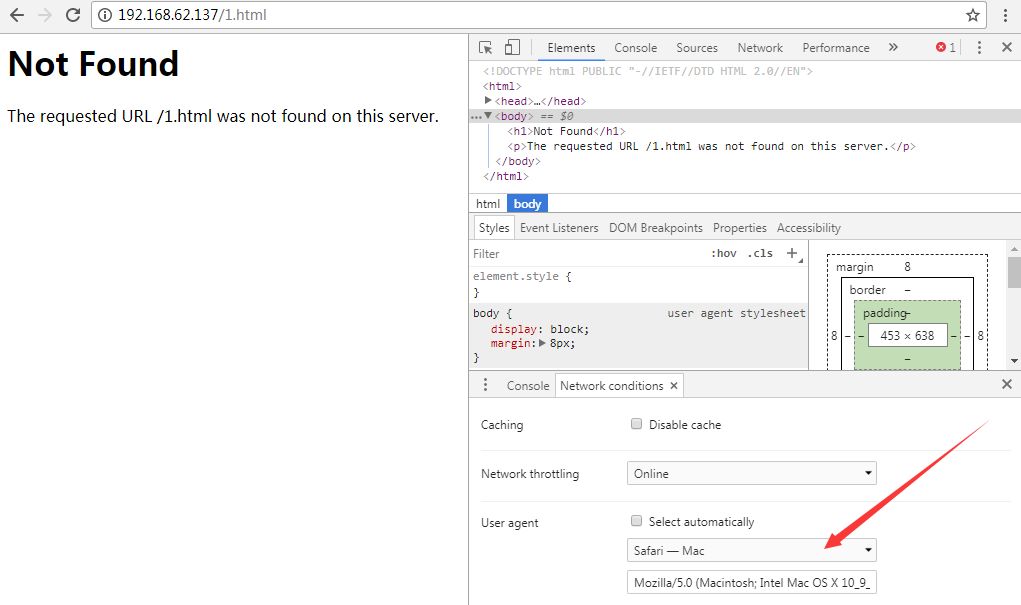 192.168.62.137/1.html
Not Found
The requested URL /1.html was not found on this server.
Elements Console Sources Network Performance » 1
<!DOCTYPE html PUBLIC "-//IETF//DTD HTML 2.0//EN">
<html>
<head>…</head>
<body> == $0
<h1>Not Found</h1>
<p>The requested URL /1.html was not found on this server.</p>
</body>
</html>
html body
Styles Event Listeners DOM Breakpoints Properties Accessibility
Filter :hov .cls +
element.style {
}
body { user agent stylesheet
display: block;
margin: 8px;
}
margin 8
border –
padding–
8 – – 453 × 638 – – 8
–
Console Network conditions ×
Caching Disable cache
Network throttling Online
User agent Select automatically
Safari — Mac
Mozilla/5.0 (Macintosh; Intel Mac OS X 10_9_